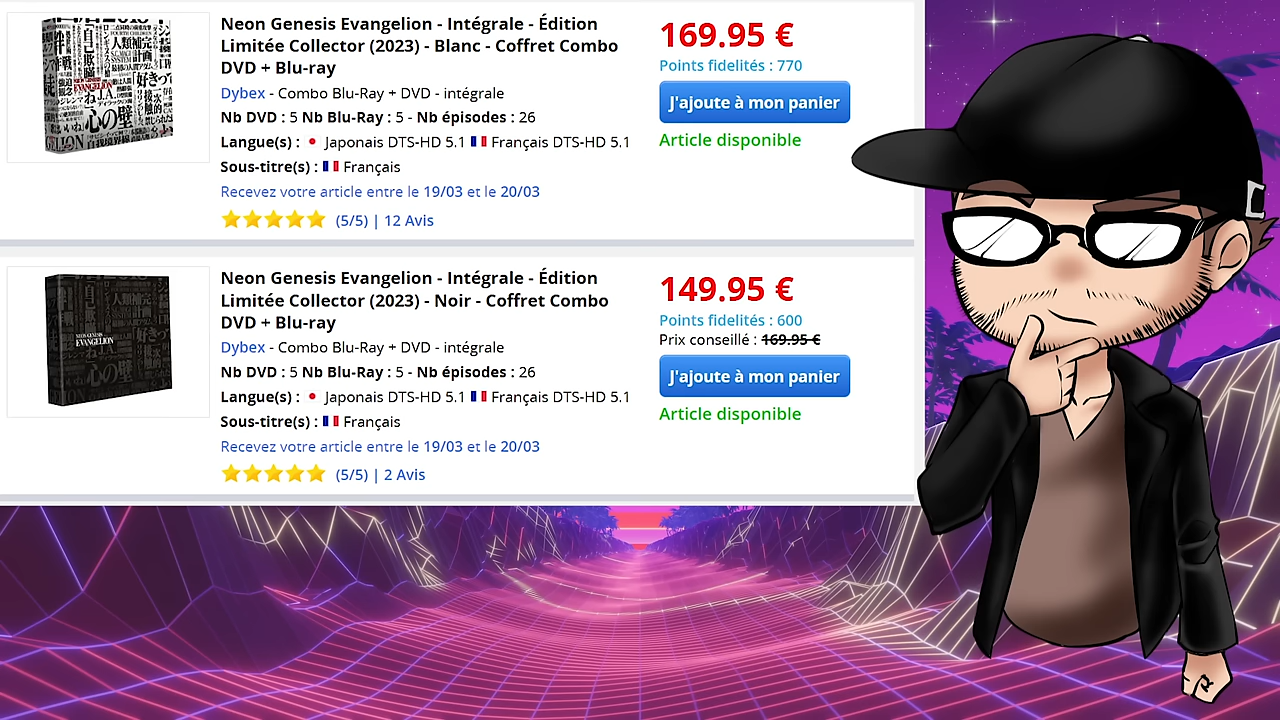 Neon Genesis Evangelion - Intégrale - Édition
Limitée Collector (2023) - Blanc - Coffret Combo
DVD + Blu-ray
Dybex - Combo Blu-Ray + DVD - intégrale
Nb DVD : 5 Nb Blu-Ray : 5 - Nb épisodes : 26
Langue(s) : Japonais DTS-HD 5.1 Français DTS-HD 5.1
Sous-titre(s) : Français
Recevez votre article entre le 19/03 et le 20/03
(5/5) | 12 Avis
169.95 €
Points fidelités : 770
J'ajoute à mon panier
Article disponible
Neon Genesis Evangelion - Intégrale - Édition
Limitée Collector (2023) - Noir - Coffret Combo
DVD + Blu-ray
Dybex - Combo Blu-Ray + DVD - intégrale
Nb DVD : 5 Nb Blu-Ray : 5 - Nb épisodes : 26
Langue(s) : Japonais DTS-HD 5.1 Français DTS-HD 5.1
Sous-titre(s) : Français
Recevez votre article entre le 19/03 et le 20/03
(5/5) | 2 Avis
149.95 €
Points fidelités : 600
Prix conseillé : 169.95 €
J'ajoute à mon panier
Article disponible
NEON GENESIS
EVANGELION
心の壁